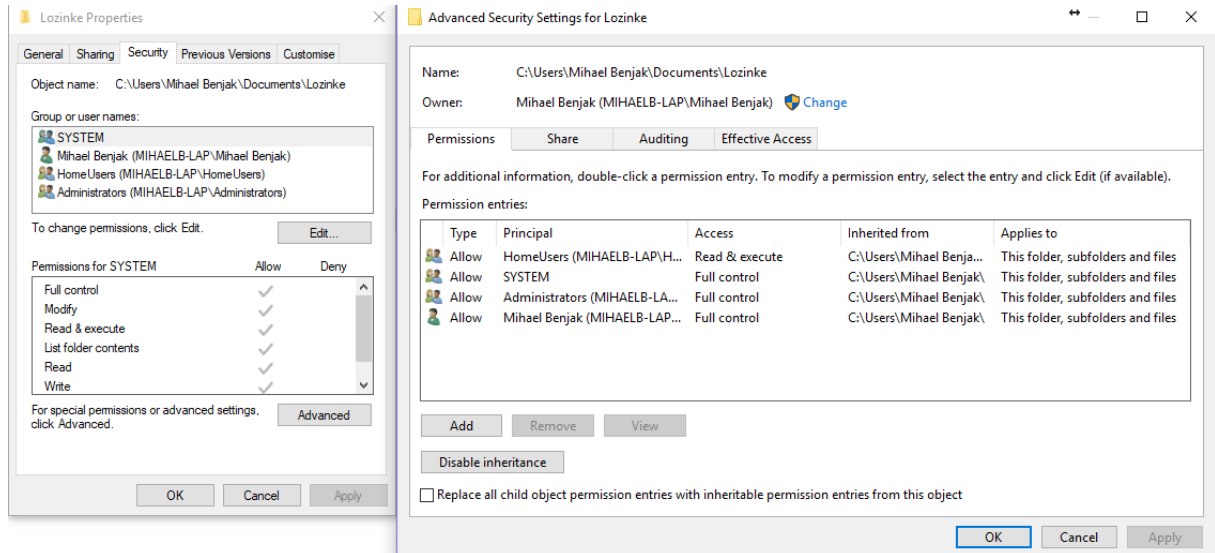 Lozinke Properties
General Sharing Security Previous Versions Customise
Object name: C:\Users\Mihael Benjak\Documents\Lozinke
Group or user names:
SYSTEM
Mihael Benjak (MIHAELB-LAP\Mihael Benjak)
HomeUsers (MIHAELB-LAP\HomeUsers)
Administrators (MIHAELB-LAP\Administrators)
To change permissions, click Edit.
Edit...
Permissions for SYSTEM Allow Deny
Full control
Modify
Read & execute
List folder contents
Read
Write
For special permissions or advanced settings,
click Advanced.
Advanced
OK Cancel Apply
Advanced Security Settings for Lozinke
Name: C:\Users\Mihael Benjak\Documents\Lozinke
Owner: Mihael Benjak (MIHAELB-LAP\Mihael Benjak) Change
Permissions Share Auditing Effective Access
For additional information, double-click a permission entry. To modify a permission entry, select the entry and click Edit (if available).
Permission entries:
Type Principal Access Inherited from Applies to
Allow HomeUsers (MIHAELB-LAP\H... Read & execute C:\Users\Mihael Benja... This folder, subfolders and files
Allow SYSTEM Full control C:\Users\Mihael Benjak\ This folder, subfolders and files
Allow Administrators (MIHAELB-LA... Full control C:\Users\Mihael Benjak\ This folder, subfolders and files
Allow Mihael Benjak (MIHAELB-LAP... Full control C:\Users\Mihael Benjak\ This folder, subfolders and files
Add Remove View
Disable inheritance
Replace all child object permission entries with inheritable permission entries from this object
OK Cancel Apply